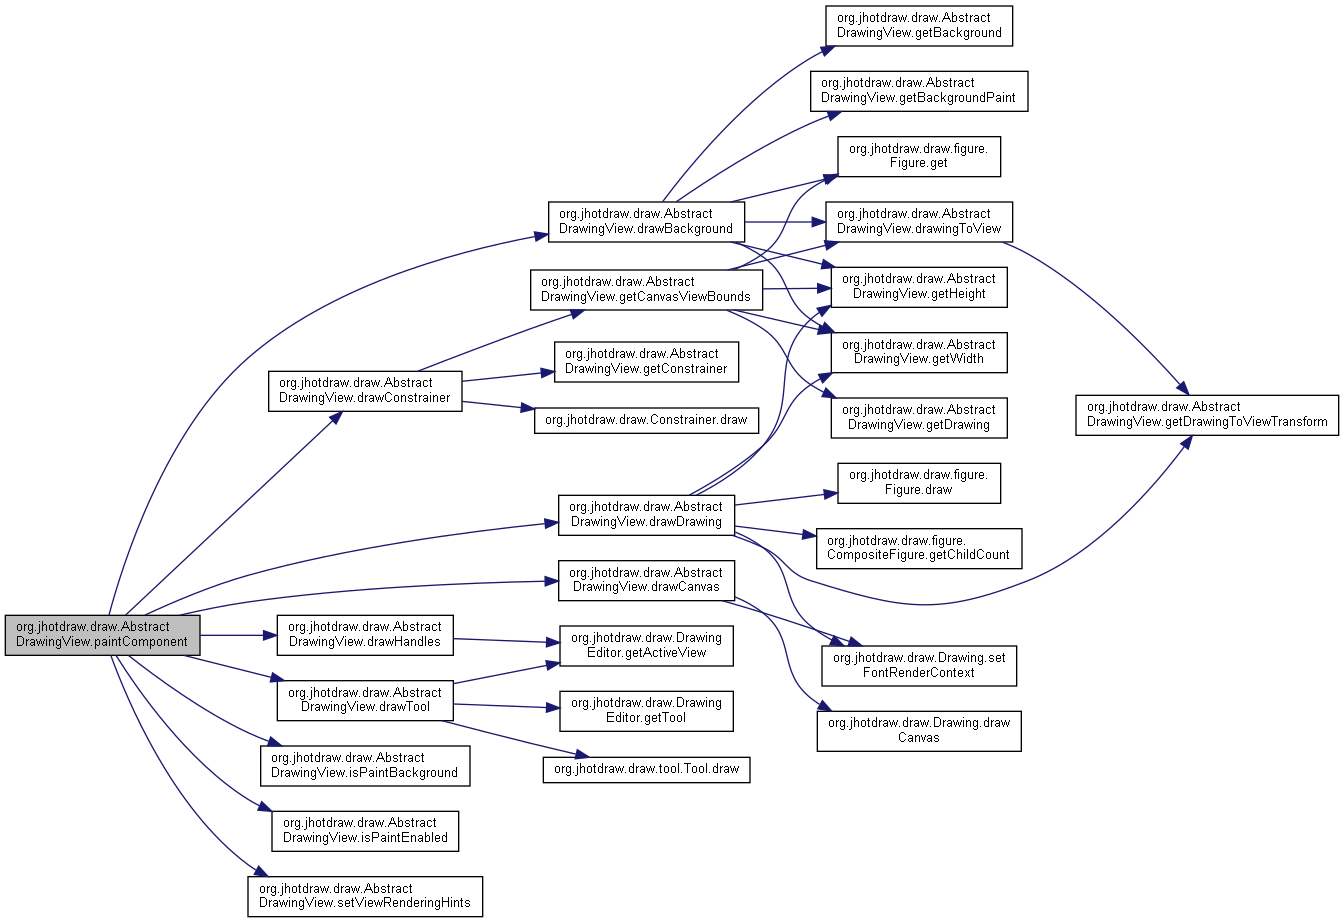 org.jhotdraw.draw.Abstract
DrawingView.paintComponent
org.jhotdraw.draw.Abstract
DrawingView.drawBackground
org.jhotdraw.draw.Abstract
DrawingView.getBackground
org.jhotdraw.draw.Abstract
DrawingView.getBackgroundPaint
org.jhotdraw.draw.figure.
Figure.get
org.jhotdraw.draw.Abstract
DrawingView.drawingToView
org.jhotdraw.draw.Abstract
DrawingView.getHeight
org.jhotdraw.draw.Abstract
DrawingView.getWidth
org.jhotdraw.draw.Abstract
DrawingView.getDrawingToViewTransform
org.jhotdraw.draw.Abstract
DrawingView.drawConstrainer
org.jhotdraw.draw.Abstract
DrawingView.getCanvasViewBounds
org.jhotdraw.draw.Abstract
DrawingView.getDrawing
org.jhotdraw.draw.Abstract
DrawingView.getConstrainer
org.jhotdraw.draw.Constrainer.draw
org.jhotdraw.draw.Abstract
DrawingView.drawDrawing
org.jhotdraw.draw.figure.
Figure.draw
org.jhotdraw.draw.figure.
CompositeFigure.getChildCount
org.jhotdraw.draw.Abstract
DrawingView.drawCanvas
org.jhotdraw.draw.Drawing.set
FontRenderContext
org.jhotdraw.draw.Drawing.draw
Canvas
org.jhotdraw.draw.Abstract
DrawingView.drawHandles
org.jhotdraw.draw.Drawing
Editor.getActiveView
org.jhotdraw.draw.Abstract
DrawingView.drawTool
org.jhotdraw.draw.Drawing
Editor.getTool
org.jhotdraw.draw.tool.Tool.draw
org.jhotdraw.draw.Abstract
DrawingView.isPaintBackground
org.jhotdraw.draw.Abstract
DrawingView.isPaintEnabled
org.jhotdraw.draw.Abstract
DrawingView.setViewRenderingHints